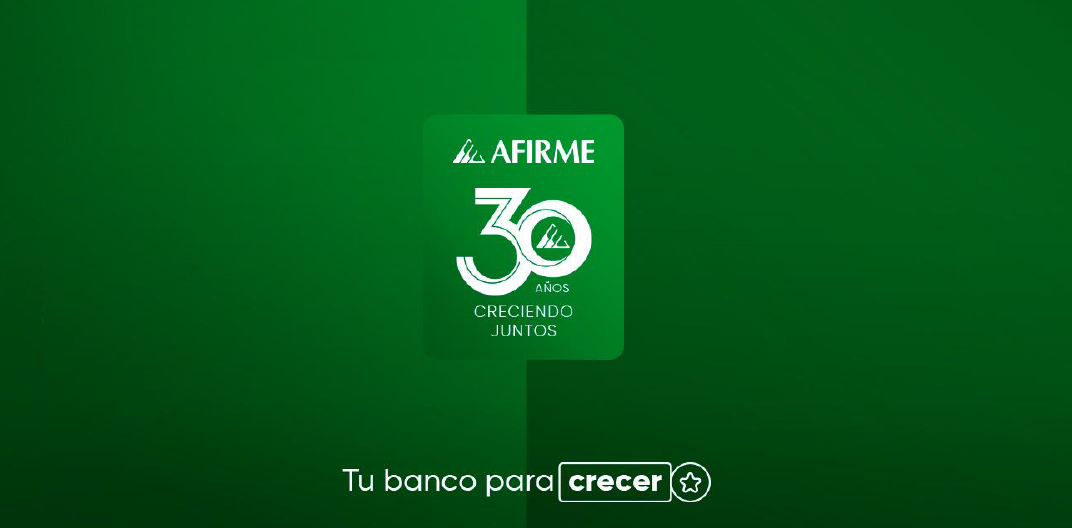 AFIRME
30
AÑOS
CRECIENDO
JUNTOS
Tu banco para crecer